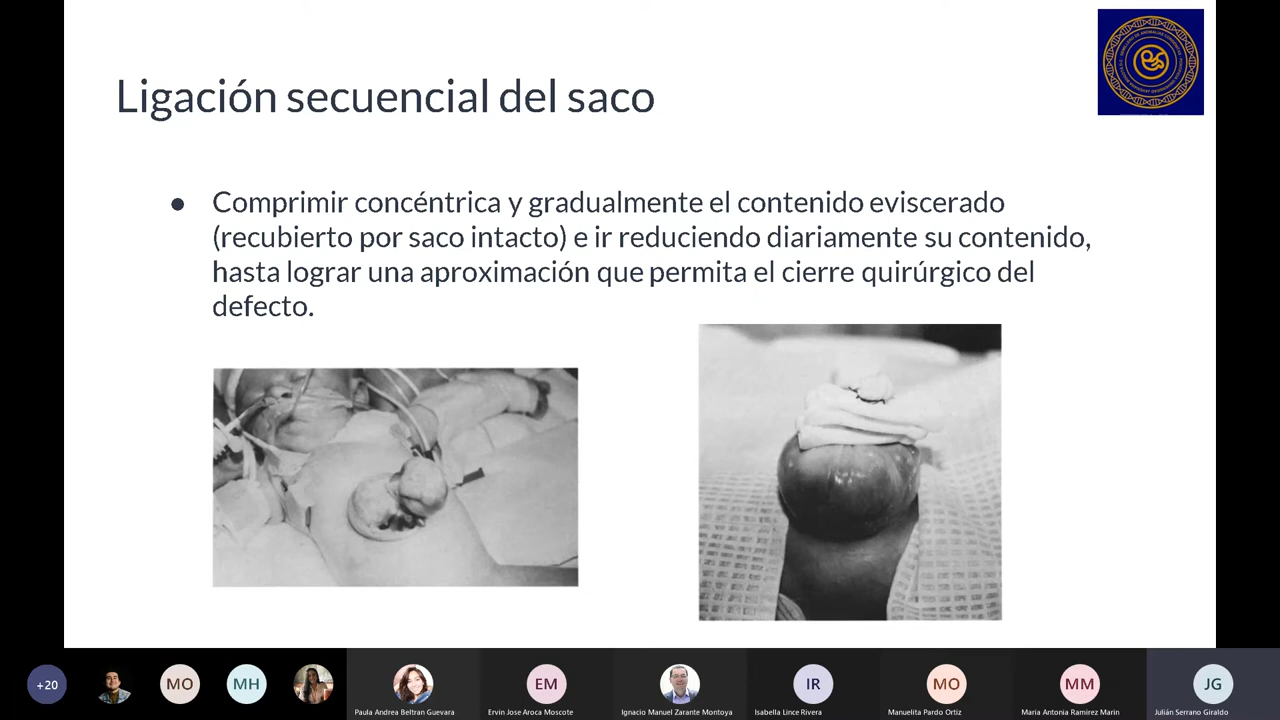 Ligación secuencial del saco
● Comprimir concéntrica y gradualmente el contenido eviscerado
(recubierto por saco intacto) e ir reduciendo diariamente su contenido,
hasta lograr una aproximación que permita el cierre quirúrgico del
defecto.
+20
MO
MH
EM
IR
MO
MM
JG
Paula Andrea Beltran Guevara
Ervin Jose Aroca Moscote
Ignacio Manuel Zarante Montoya
Isabella Lince Rivera
Manuelita Pardo Ortiz
Maria Antonia Ramirez Marin
Julián Serrano Giraldo